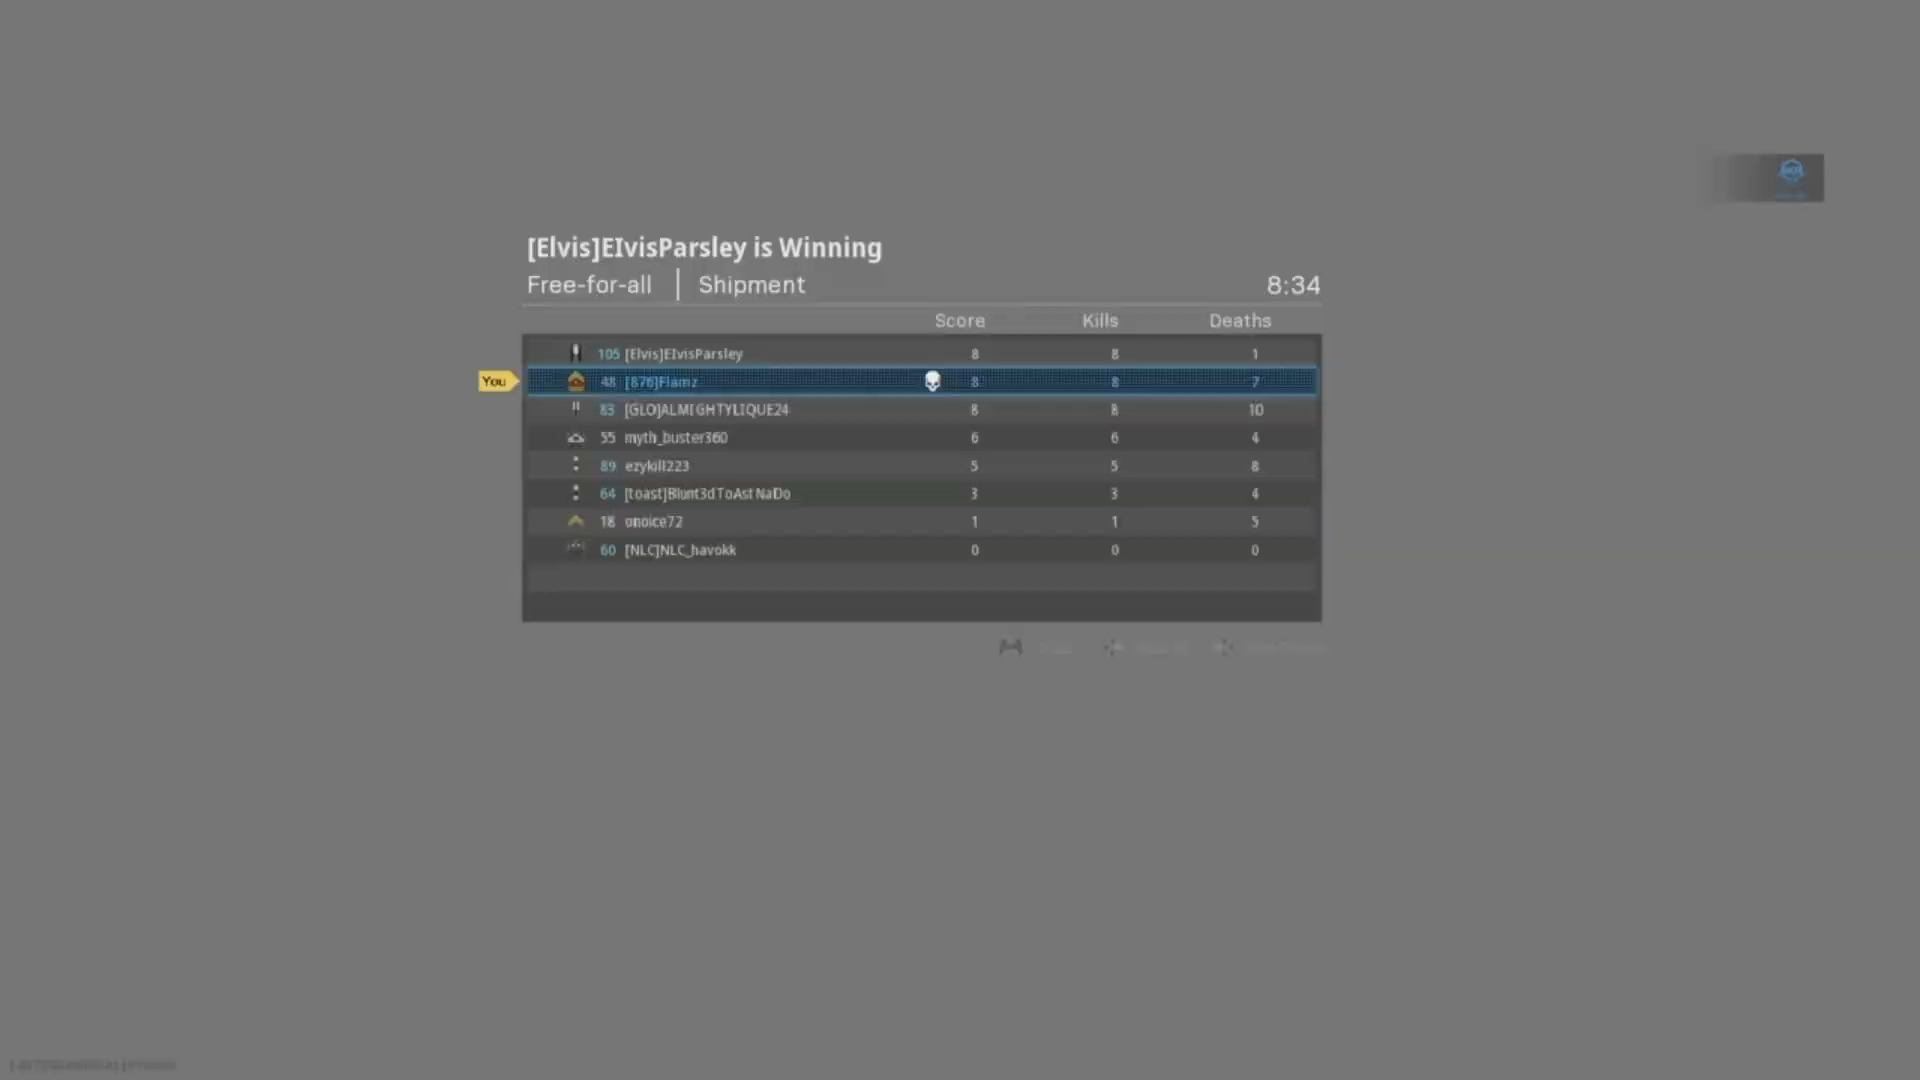 [Elvis]EIvisParsley is Winning
Free-for-all | Shipment 8:34
Score Kills Deaths
105 [Elvis]EIvisParsley 8 8 1
You 48 [876]Flamz 8 8 7
83 [GLO]ALMIGHTYLIQUE24 8 8 10
55 myth_buster360 6 6 4
89 ezykill223 5 5 8
64 [toast]Blunt3dToAstNaDo 3 3 4
18 onoice72 1 1 5
60 [NLC]NLC_havokk 0 0 0